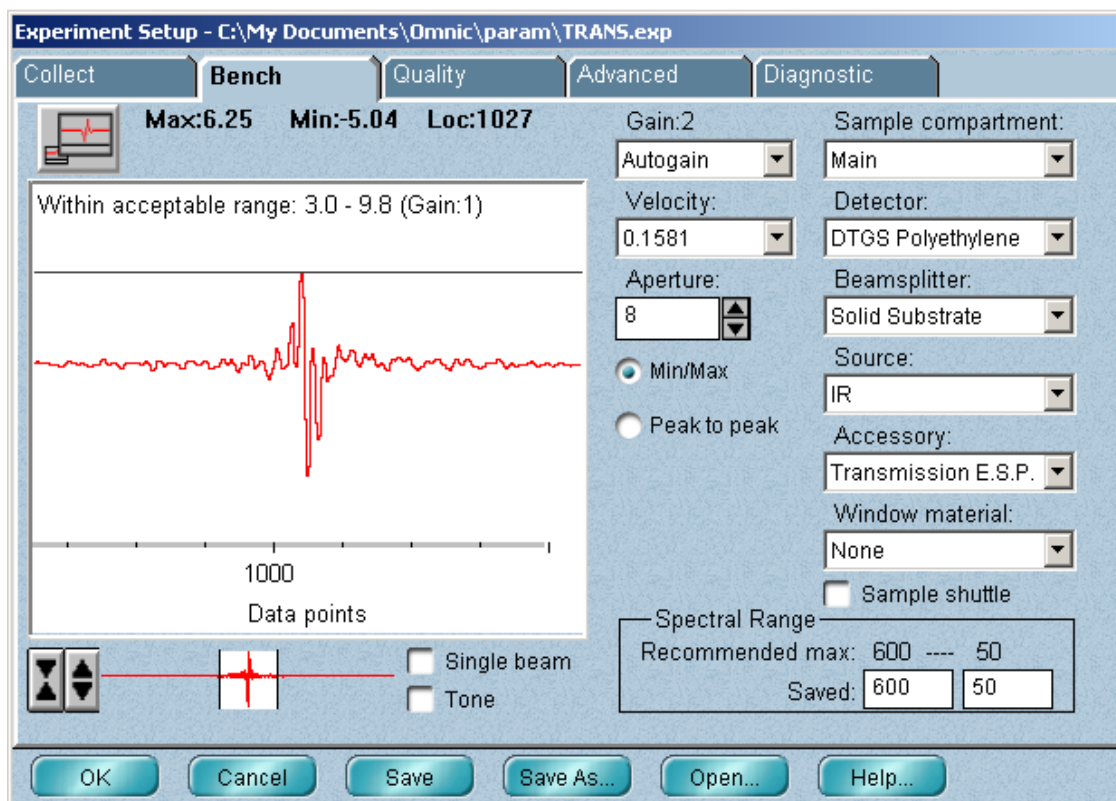 Experiment Setup - C:\My Documents\Omnic\param\TRANS.exp
Collect Bench Quality Advanced Diagnostic
Max:6.25 Min:-5.04 Loc:1027
Within acceptable range: 3.0 - 9.8 (Gain:1)
1000
Data points
Single beam
Tone
Gain:2
Autogain
Velocity:
0.1581
Aperture:
8
Min/Max
Peak to peak
Sample compartment:
Main
Detector:
DTGS Polyethylene
Beamsplitter:
Solid Substrate
Source:
IR
Accessory:
Transmission E.S.P.
Window material:
None
Sample shuttle
Spectral Range
Recommended max: 600 ---- 50
Saved: 600 50
OK Cancel Save Save As... Open... Help...